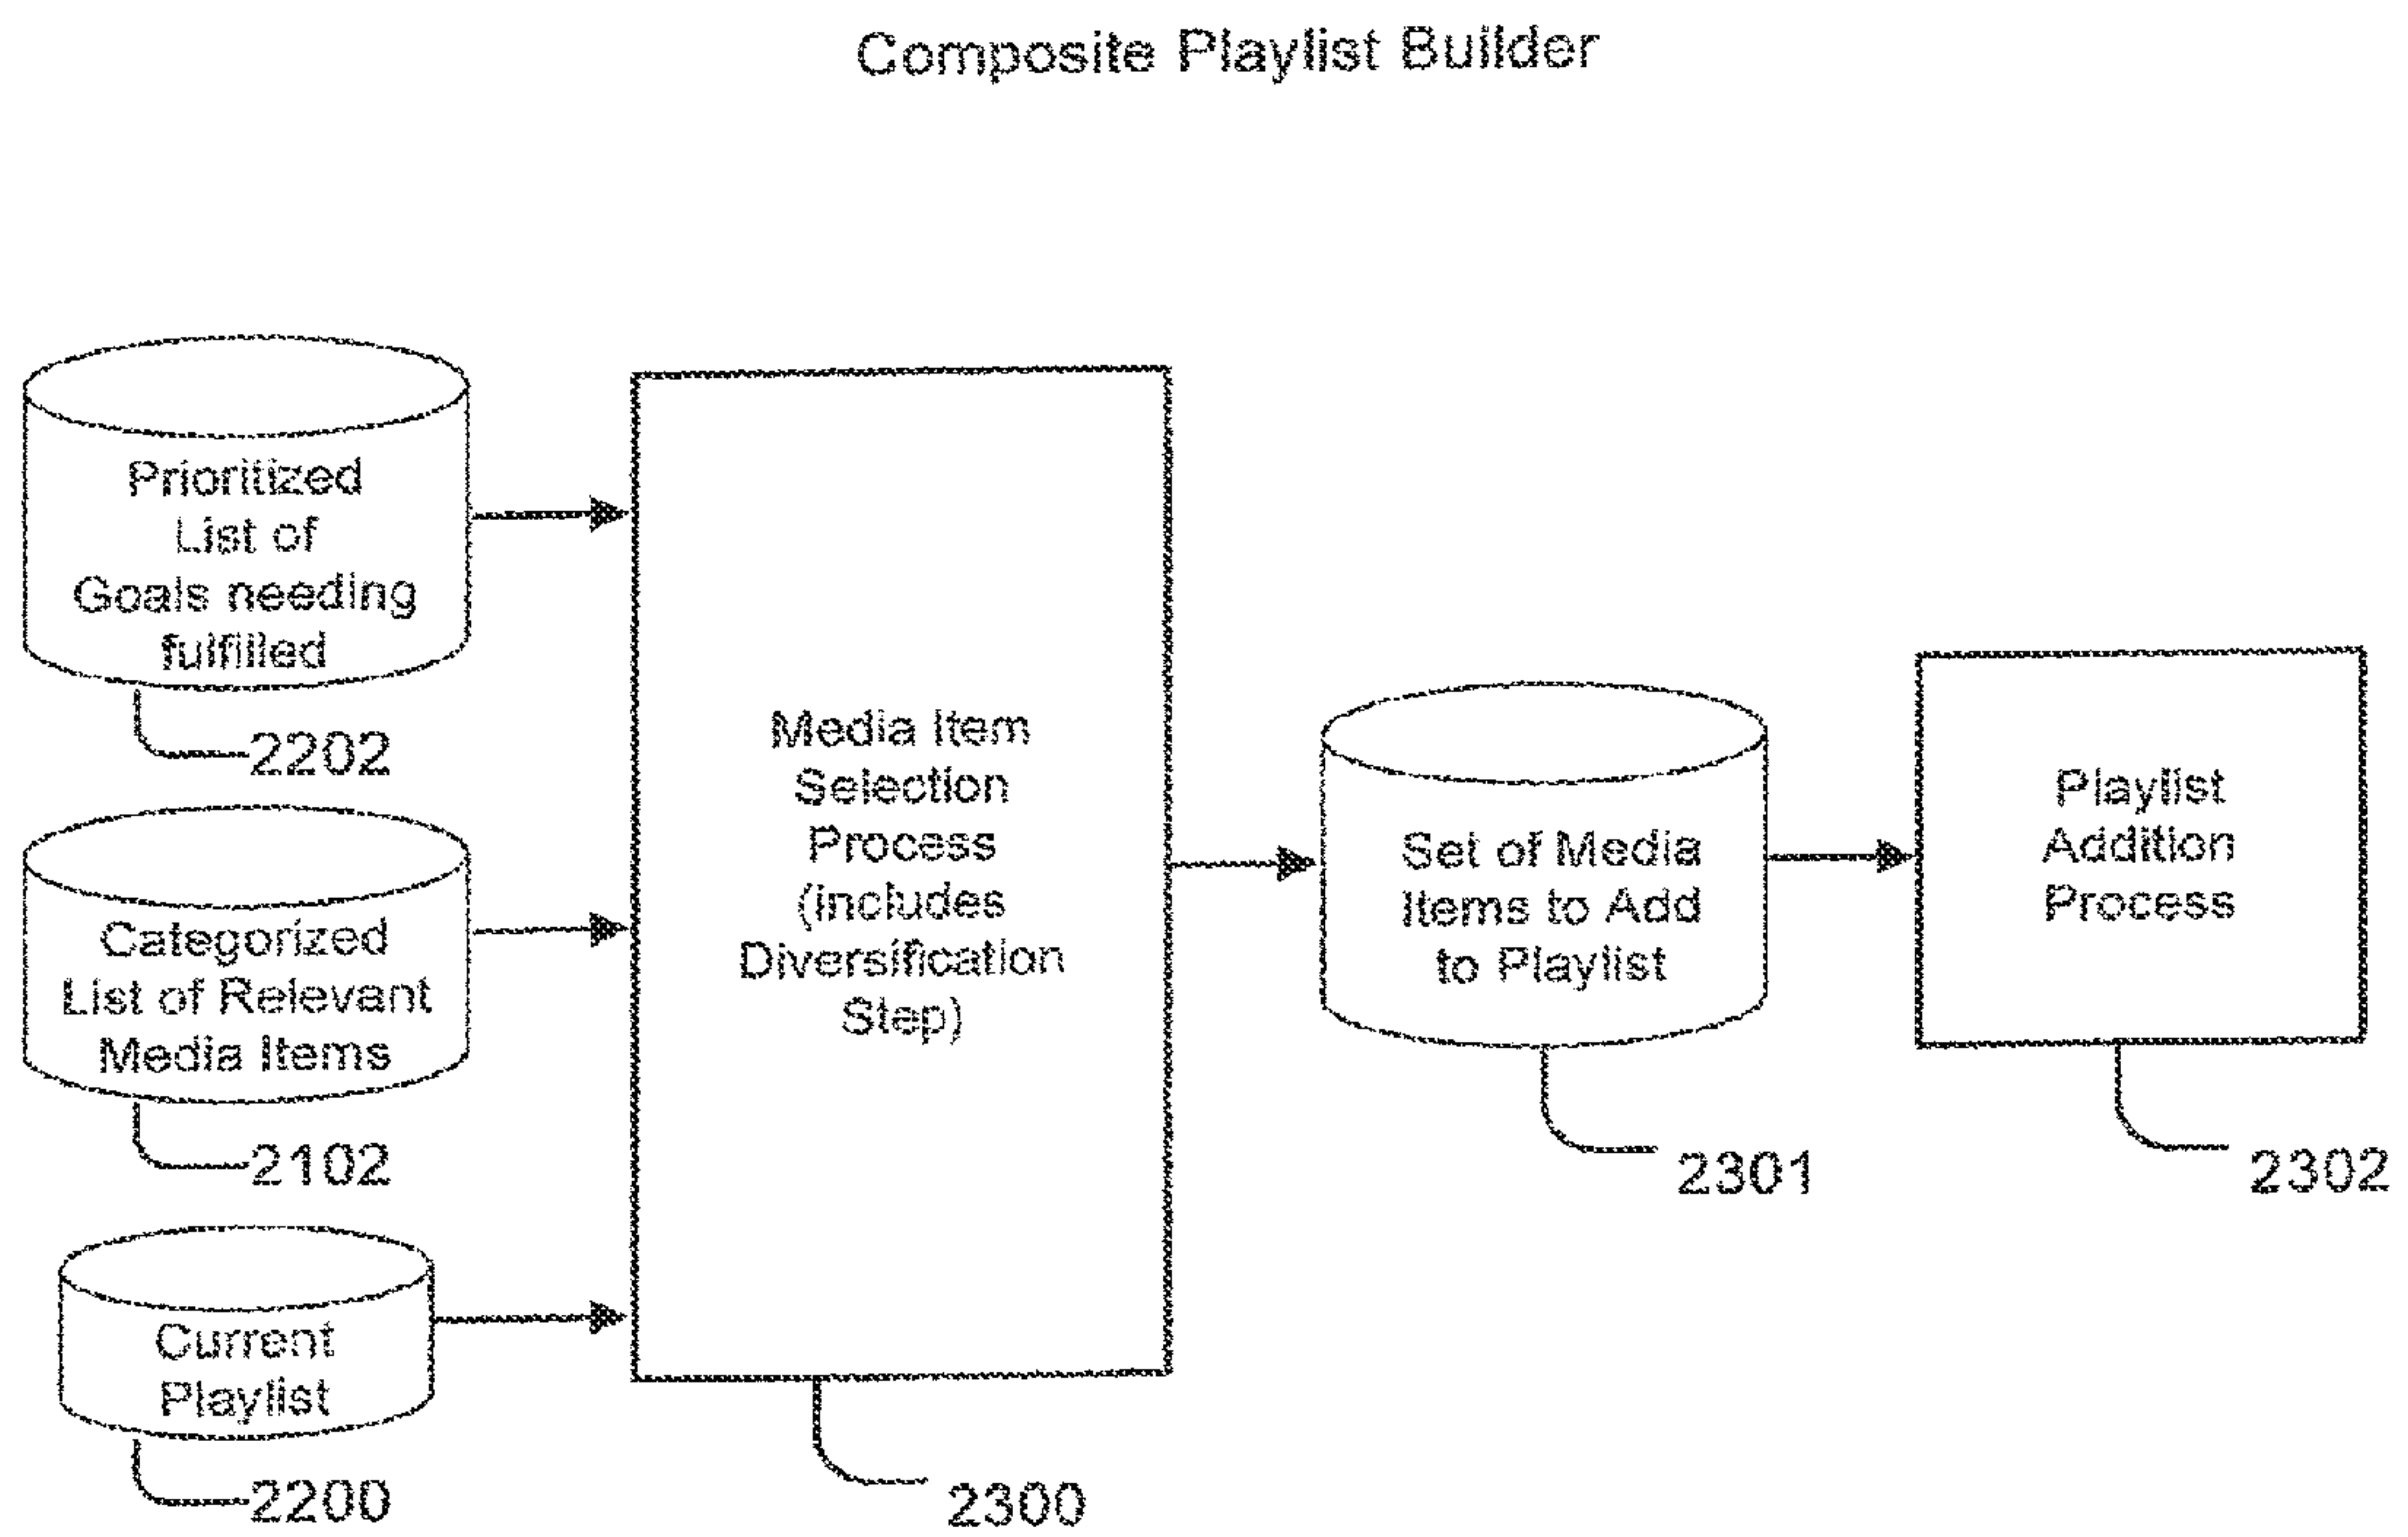 Composite Playlist Builder
Prioritized
List of
Goals needing
fulfilled
2202
Categorized
List of Relevant
Media Items
2102
Current
Playlist
2200
Media Item
Selection
Process
(includes
Diversification
Step)
2300
Set of Media
Items to Add
to Playlist
2301
Playlist
Addition
Process
2302